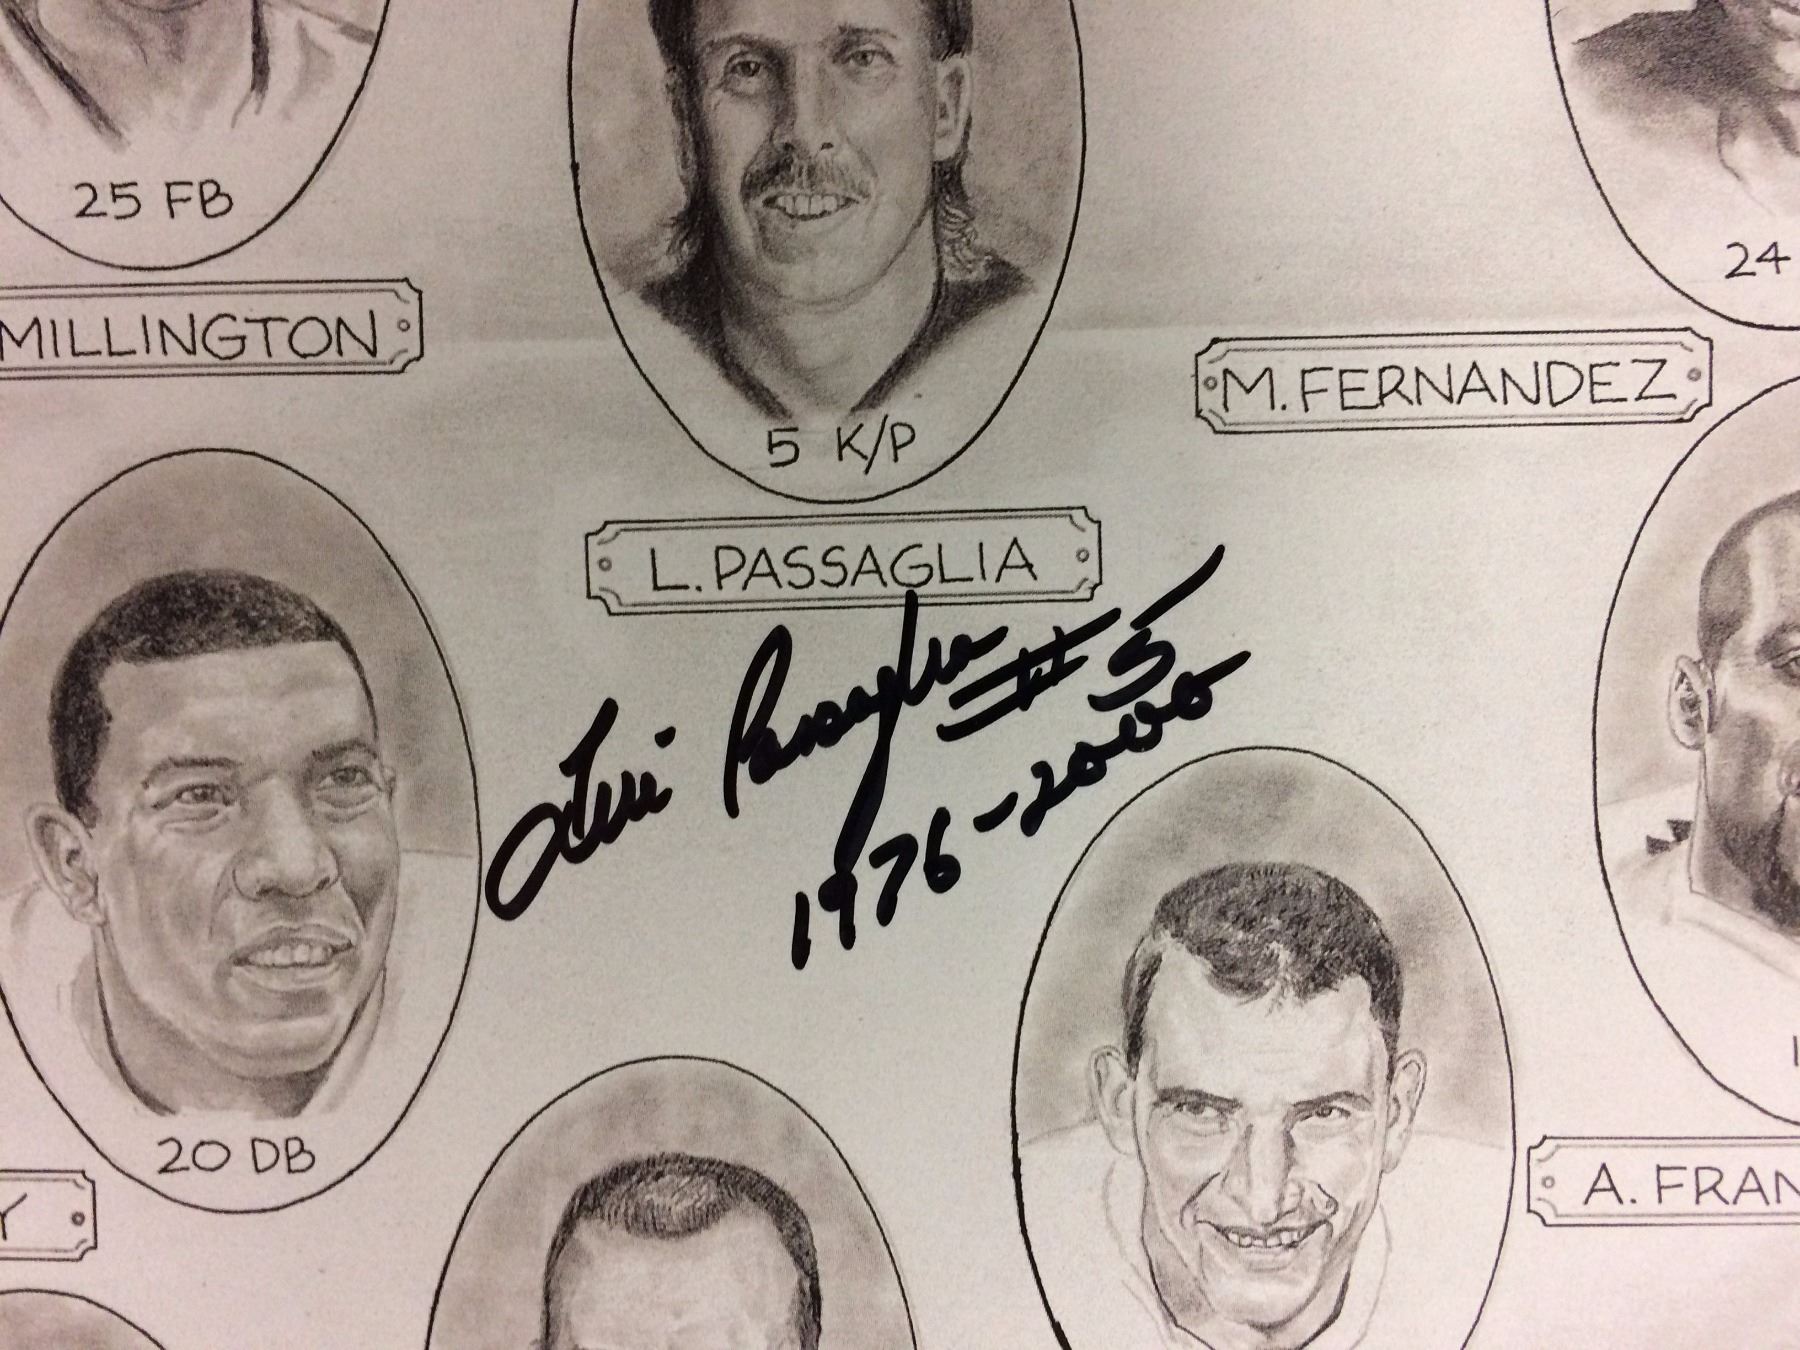 25 FB
MILLINGTON
5 K/P
L. PASSAGLIA
24
M. FERNANDEZ
Lui Passaglia #5
1976-2000
20 DB
Y
A. FRAN